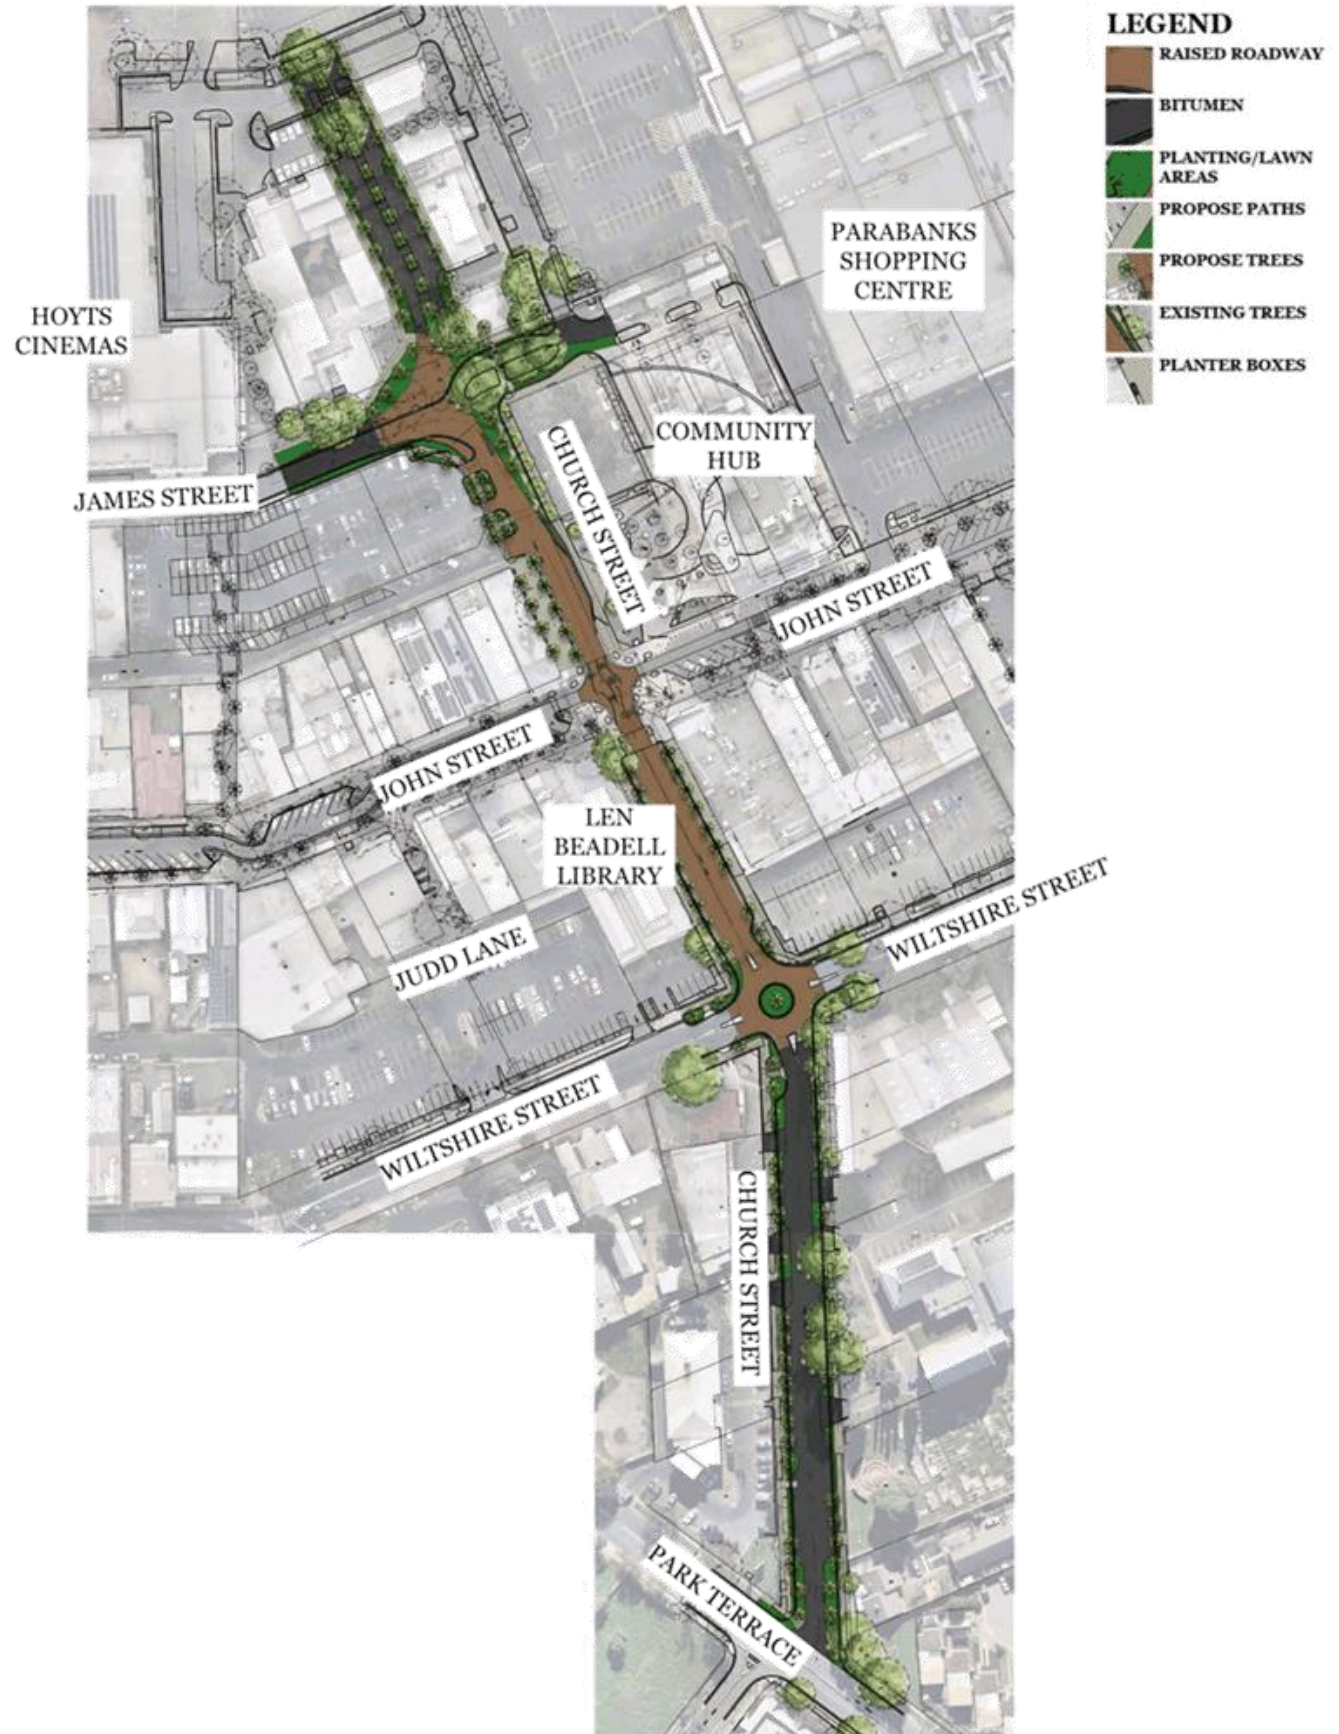 LEGEND
RAISED ROADWAY
BITUMEN
PLANTING/LAWN
AREAS
PROPOSE PATHS
PROPOSE TREES
EXISTING TREES
PLANTER BOXES
PARABANKS
SHOPPING
CENTRE
HOYTS
CINEMAS
COMMUNITY
HUB
CHURCH STREET
JAMES STREET
JOHN STREET
JOHN STREET
LEN
BEADELL
LIBRARY
WILTSHIRE STREET
JUDD LANE
WILTSHIRE STREET
CHURCH STREET
PARK TERRACE